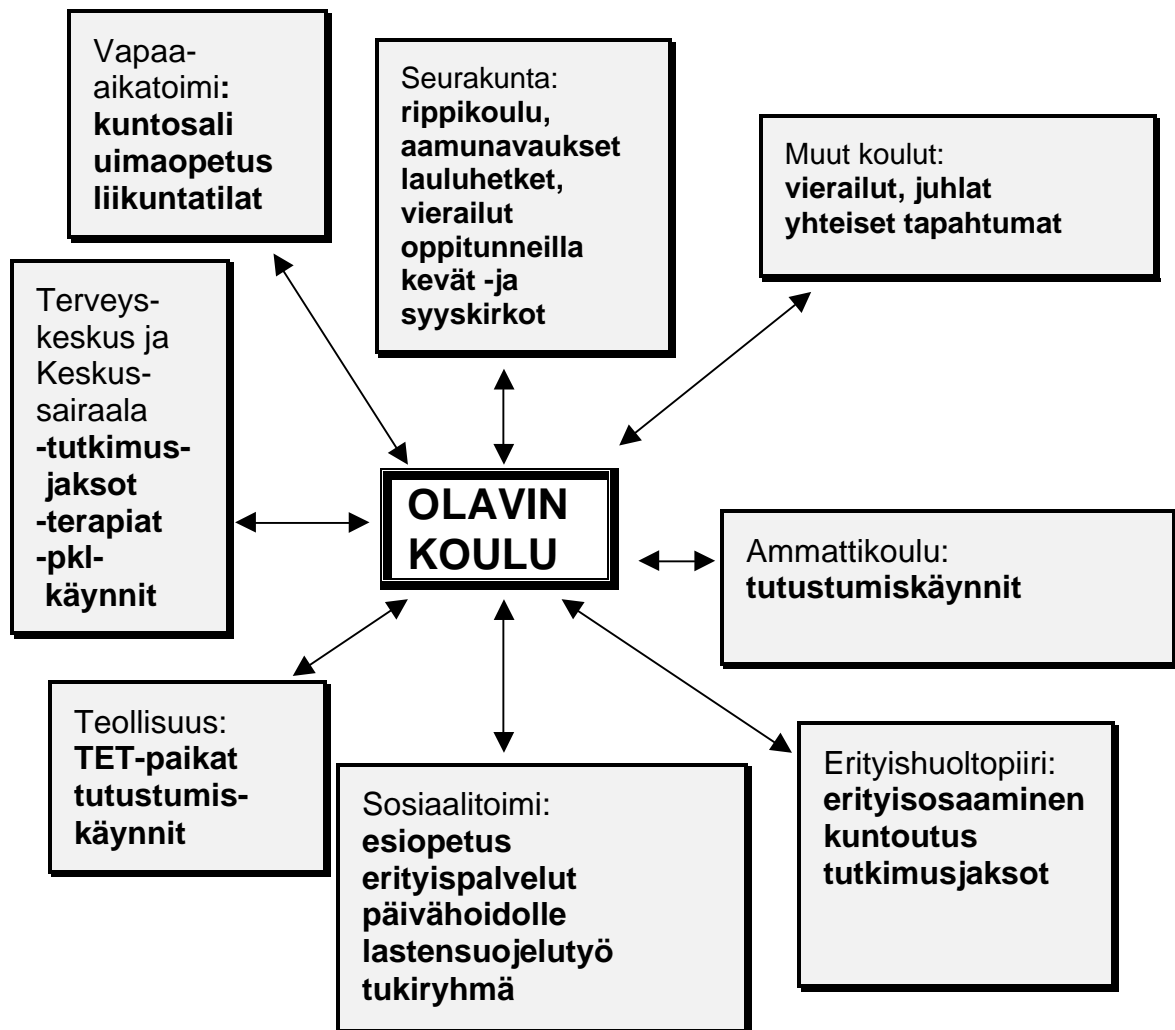 Vapaa-
aikatoimi:
kuntosali
uimaopetus
liikuntatilat
Seurakunta:
rippikoulu,
aamunavaukset
lauluhetket,
vierailut
oppitunneilla
kevät -ja
syyskirkot
Muut koulut:
vierailut, juhlat
yhteiset tapahtumat
Terveys-
keskus ja
Keskus-
sairaala
-tutkimus-
jaksot
-terapiat
-pkl-
käynnit
OLAVIN
KOULU
Ammattikoulu:
tutustumiskäynnit
Teollisuus:
TET-paikat
tutustumis-
käynnit
Sosiaalitoimi:
esiopetus
erityispalvelut
päivähoidolle
lastensuojelutyö
tukiryhmä
Erityishuoltopiiri:
erityisosaaminen
kuntoutus
tutkimusjaksot